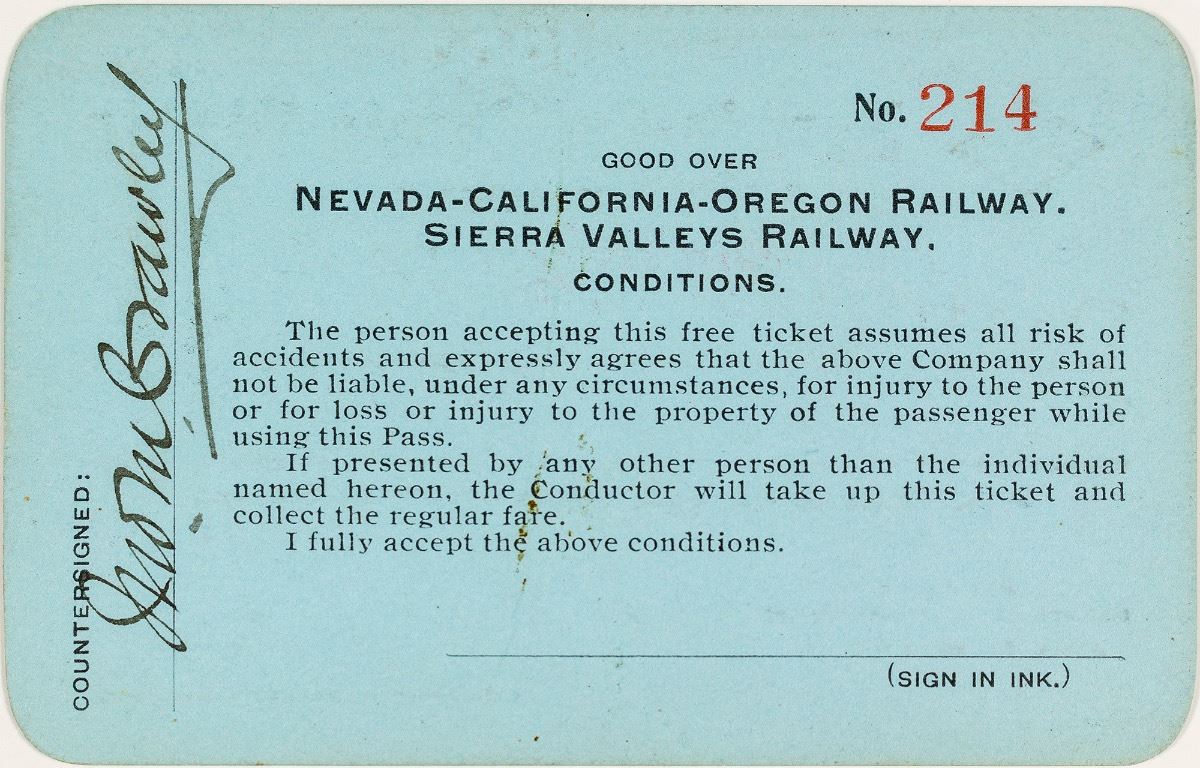 No. 214
GOOD OVER
NEVADA-CALIFORNIA-OREGON RAILWAY.
SIERRA VALLEYS RAILWAY.
CONDITIONS.
The person accepting this free ticket assumes all risk of
accidents and expressly agrees that the above Company shall
not be liable, under any circumstances, for injury to the person
or for loss or injury to the property of the passenger while
using this Pass.
If presented by any other person than the individual
named hereon, the Conductor will take up this ticket and
collect the regular fare.
I fully accept the above conditions.
(SIGN IN INK.)
COUNTERSIGNED:
Brawley